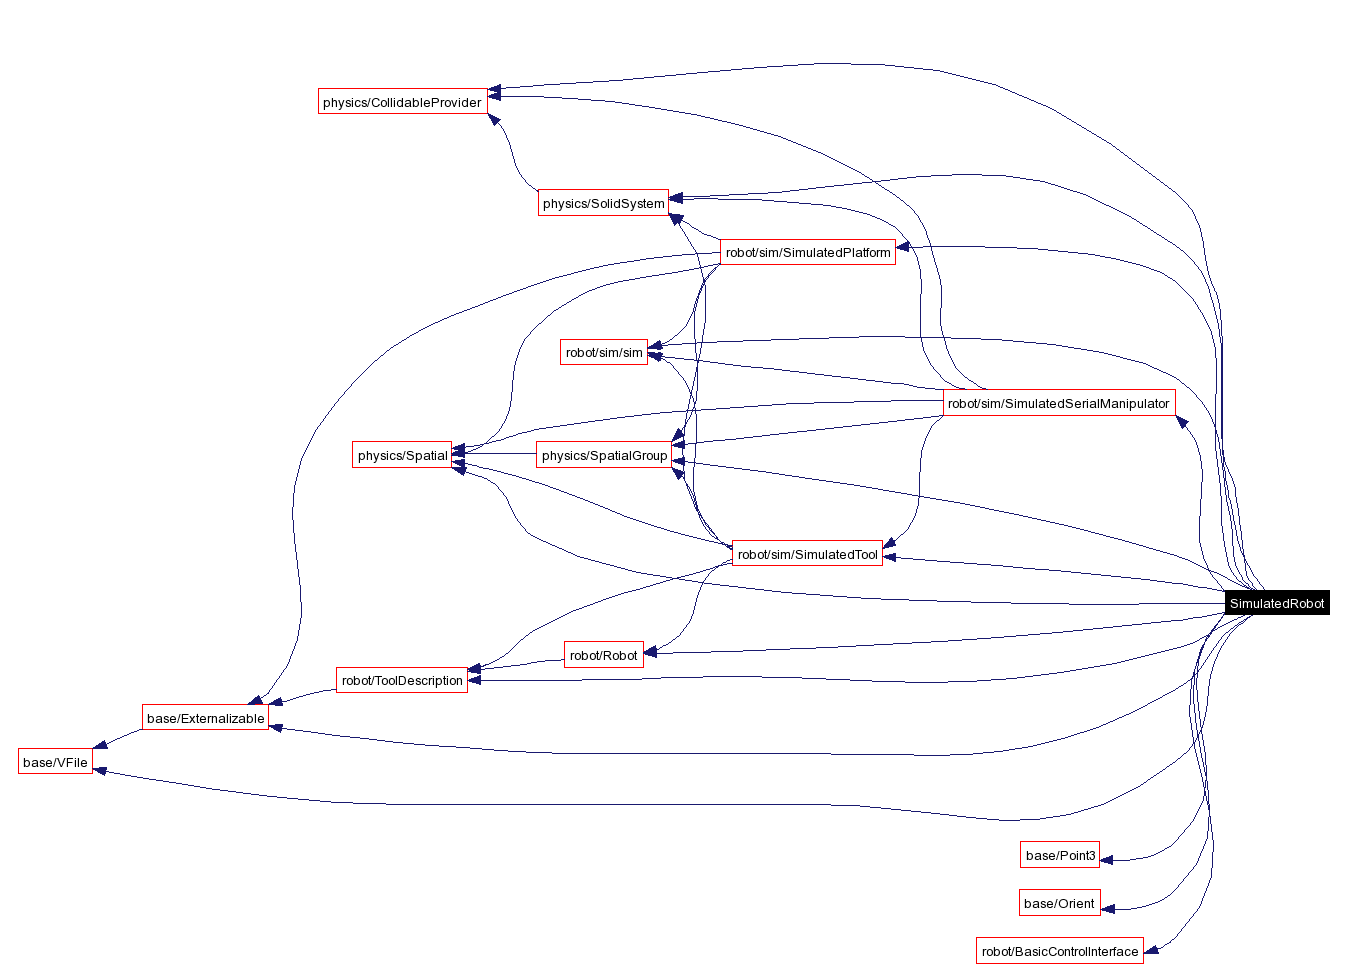 physics/CollidableProvider
physics/SolidSystem
robot/sim/SimulatedPlatform
robot/sim/sim
robot/sim/SimulatedSerialManipulator
physics/Spatial
physics/SpatialGroup
robot/sim/SimulatedTool
SimulatedRobot
robot/Robot
robot/ToolDescription
base/Externalizable
base/VFile
base/Point3
base/Orient
robot/BasicControlInterface